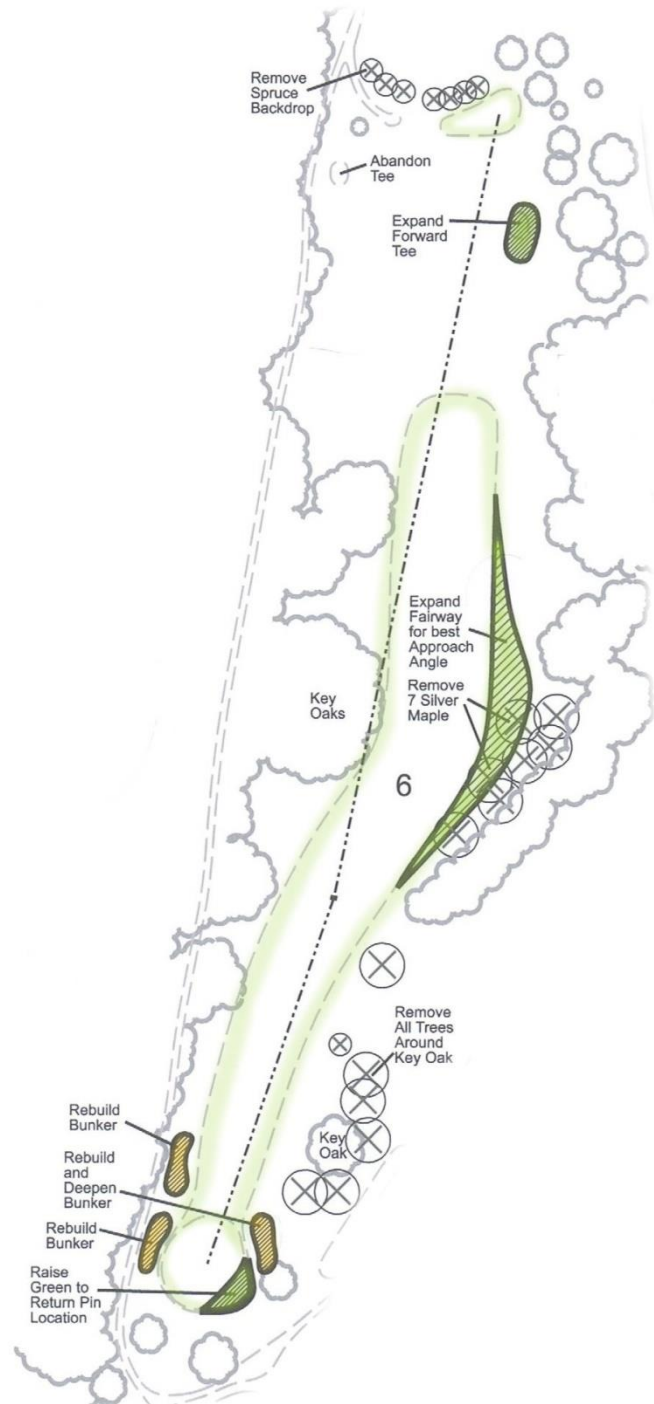 Remove
Spruce
Backdrop
Abandon
Tee
Expand
Forward
Tee
Expand
Fairway
for best
Approach
Angle
Remove
7 Silver
Maple
Key
Oaks
6
Remove
All Trees
Around
Key Oak
Rebuild
Bunker
Key
Oak
Rebuild
and
Deepen
Bunker
Rebuild
Bunker
Raise
Green to
Return Pin
Location